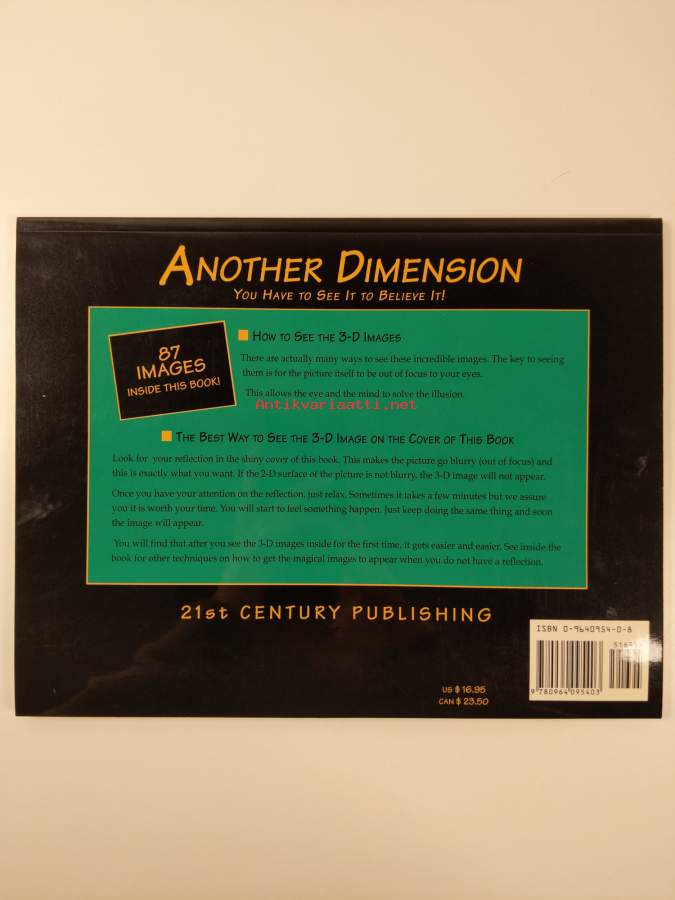 ANOTHER DIMENSION
YOU HAVE TO SEE IT TO BELIEVE IT!
87
IMAGES
INSIDE THIS BOOK!
HOW TO SEE THE 3-D IMAGES
There are actually many ways to see these incredible images. The key to seeing
them is for the picture itself to be out of focus to your eyes.
This allows the eye and the mind to solve the illusion.
Antikvariaatti.net
THE BEST WAY TO SEE THE 3-D IMAGE ON THE COVER OF THIS BOOK
Look for your reflection in the shiny cover of this book. This makes the picture go blurry (out of focus) and
this is exactly what you want. If the 2-D surface of the picture is not blurry, the 3-D image will not appear.
Once you have your attention on the reflection, just relax. Sometimes it takes a few minutes but we assure
you it is worth your time. You will start to feel something happen. Just keep doing the same thing and soon
the image will appear.
You will find that after you see the 3-D images inside for the first time, it gets easier and easier. See inside the
book for other techniques on how to get the magical images to appear when you do not have a reflection.
21st CENTURY PUBLISHING
ISBN 0-9640954-0-8
9 780964 095403
US $ 16.95
CAN $ 23.50